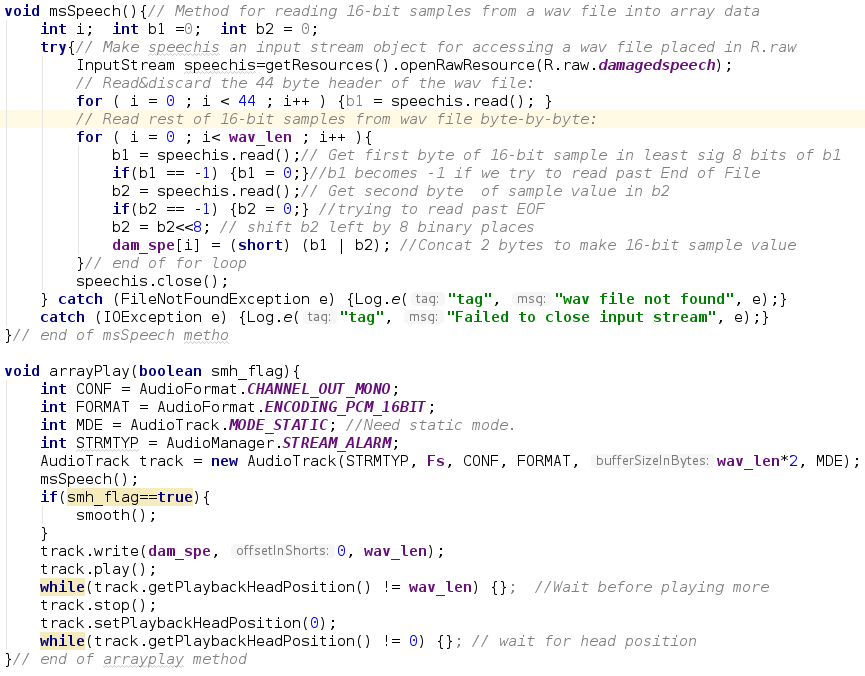 void msSpeech(){// Method for reading 16-bit samples from a wav file into array data
    int i;  int b1 =0;  int b2 = 0;
    try{// Make speechis an input stream object for accessing a wav file placed in R.raw
        InputStream speechis=getResources().openRawResource(R.raw.damagedspeech);
        // Read&discard the 44 byte header of the wav file:
        for ( i = 0 ; i < 44 ; i++ ) {b1 = speechis.read(); }
        // Read rest of 16-bit samples from wav file byte-by-byte:
        for ( i = 0 ; i< wav_len ; i++ ){
            b1 = speechis.read();// Get first byte of 16-bit sample in least sig 8 bits of b1
            if(b1 == -1) {b1 = 0;}//b1 becomes -1 if we try to read past End of File
            b2 = speechis.read();// Get second byte  of sample value in b2
            if(b2 == -1) {b2 = 0;} //trying to read past EOF
            b2 = b2<<8; // shift b2 left by 8 binary places
            dam_spe[i] = (short) (b1 | b2); //Concat 2 bytes to make 16-bit sample value
        }// end of for loop
        speechis.close();
    } catch (FileNotFoundException e) {Log.e( tag: "tag",  msg: "wav file not found", e);}
    catch (IOException e) {Log.e( tag: "tag",  msg: "Failed to close input stream", e);}
}// end of msSpeech metho
void arrayPlay(boolean smh_flag){
    int CONF = AudioFormat.CHANNEL_OUT_MONO;
    int FORMAT = AudioFormat.ENCODING_PCM_16BIT;
    int MDE = AudioTrack.MODE_STATIC; //Need static mode.
    int STRMTYP = AudioManager.STREAM_ALARM;
    AudioTrack track = new AudioTrack(STRMTYP, Fs, CONF, FORMAT,  bufferSizeInBytes: wav_len*2, MDE);
    msSpeech();
    if(smh_flag==true){
        smooth();
    }
    track.write(dam_spe,  offsetInShorts: 0, wav_len);
    track.play();
    while(track.getPlaybackHeadPosition() != wav_len) {};  //Wait before playing more
    track.stop();
    track.setPlaybackHeadPosition(0);
    while(track.getPlaybackHeadPosition() != 0) {}; // wait for head position
}// end of arrayplay method